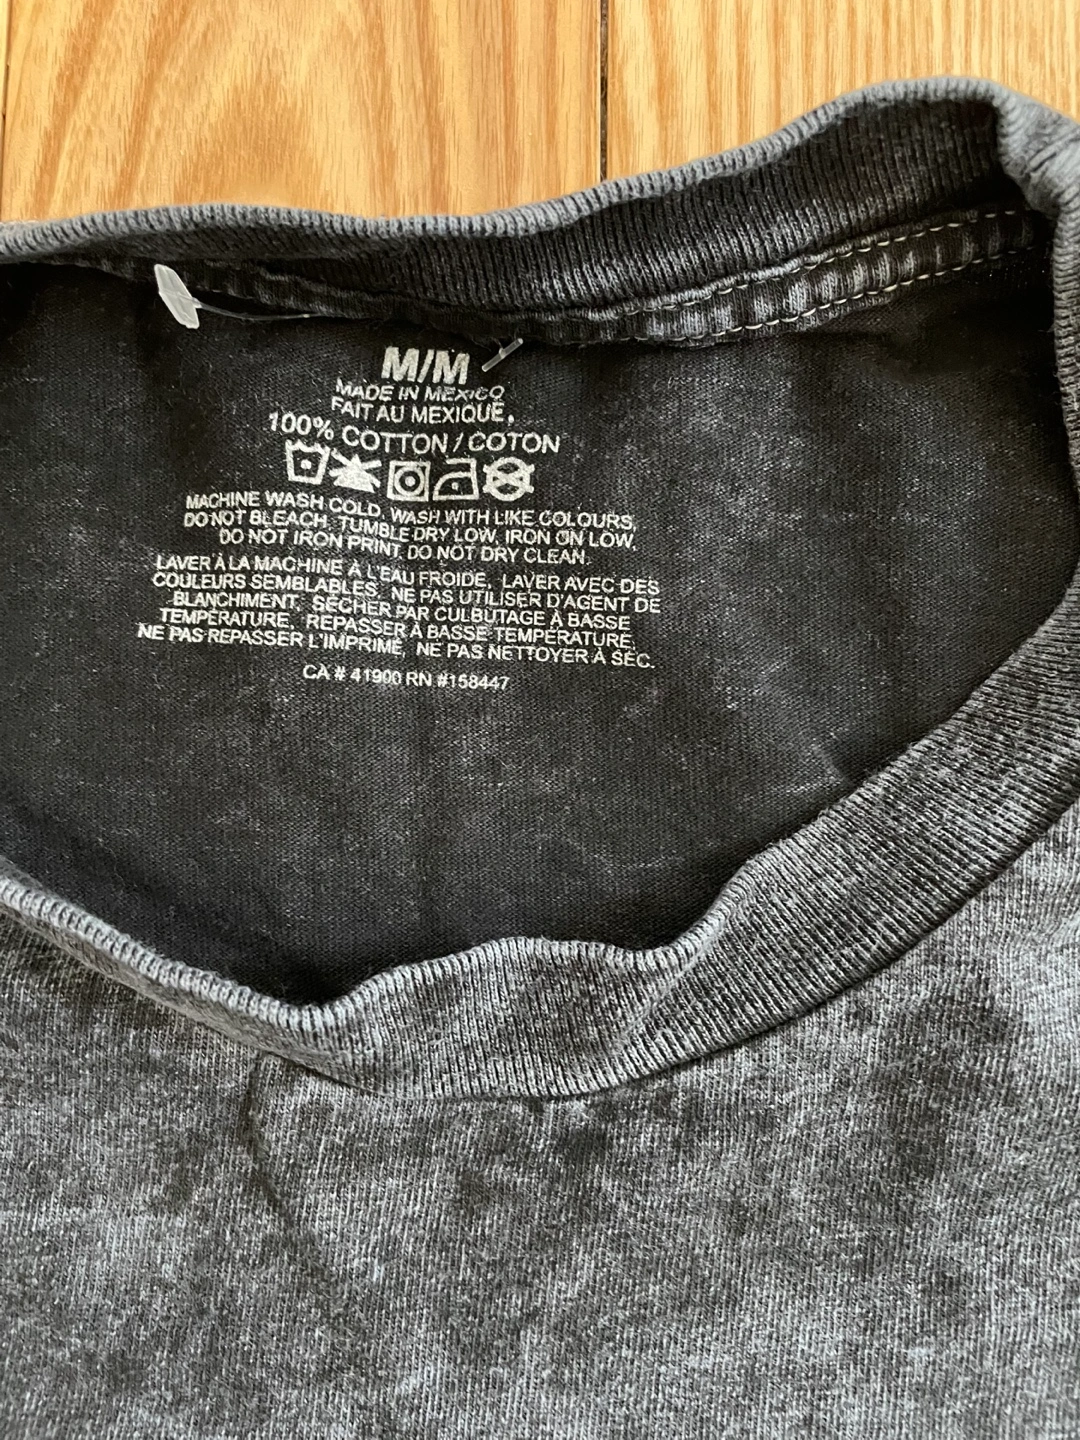 M/M
MADE IN MEXICO
FAIT AU MEXIQUE,
100% COTTON / COTON
MACHINE WASH COLD, WASH WITH LIKE COLOURS,
DO NOT BLEACH, TUMBLE DRY LOW, IRON ON LOW,
DO NOT IRON PRINT, DO NOT DRY CLEAN.
LAVER À LA MACHINE À L'EAU FROIDE, LAVER AVEC DES
COULEURS SEMBLABLES, NE PAS UTILISER D'AGENT DE
BLANCHIMENT, SÉCHER PAR CULBUTAGE À BASSE
TEMPÉRATURE, REPASSER À BASSE TEMPÉRATURE,
NE PAS REPASSER L'IMPRIMÉ, NE PAS NETTOYER À SEC.
CA # 41900 RN #158447